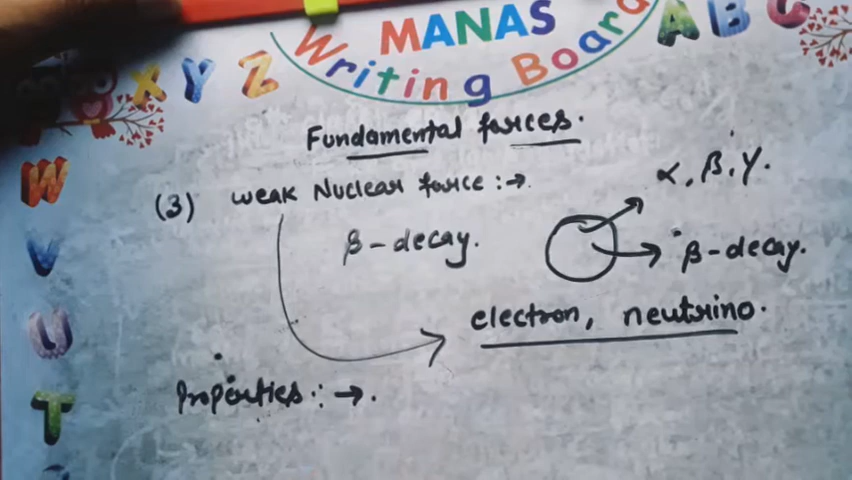 MANAS
Writing Board
A B C
X Y Z
W
V
U
T
Fundamental forces.
(3) weak Nuclear force :→.
α, β, γ.
β-decay.
β-decay.
electron, neutrino.
Properties :→.